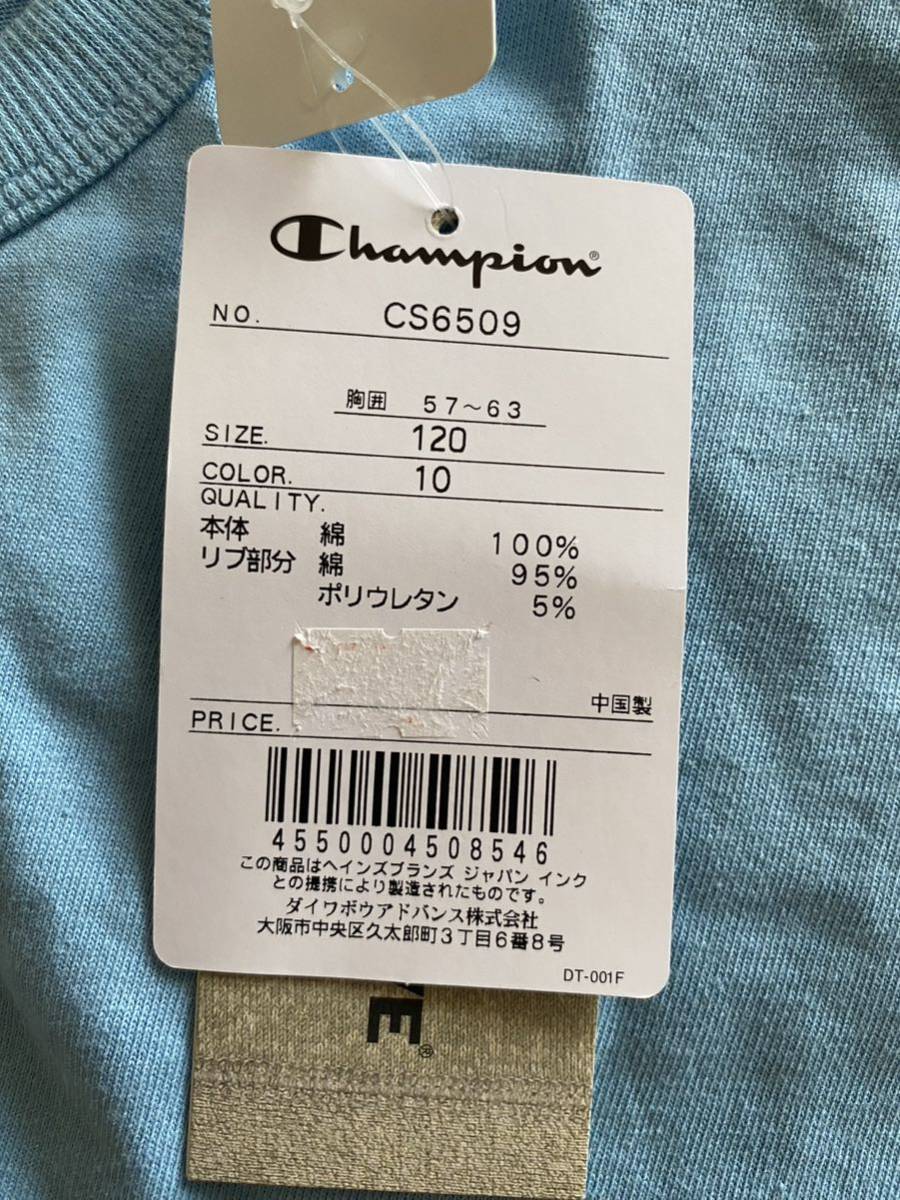 Champion®
NO. CS6509
胸囲 57～63
SIZE. 120
COLOR. 10
QUALITY.
本体 綿 100%
リブ部分 綿 95%
ポリウレタン 5%
中国製
PRICE.
4550004508546
この商品はヘインズブランズ ジャパン インク
との提携により製造されたものです。
ダイワボウアドバンス株式会社
大阪市中央区久太郎町3丁目6番8号
DT-001F
VE®